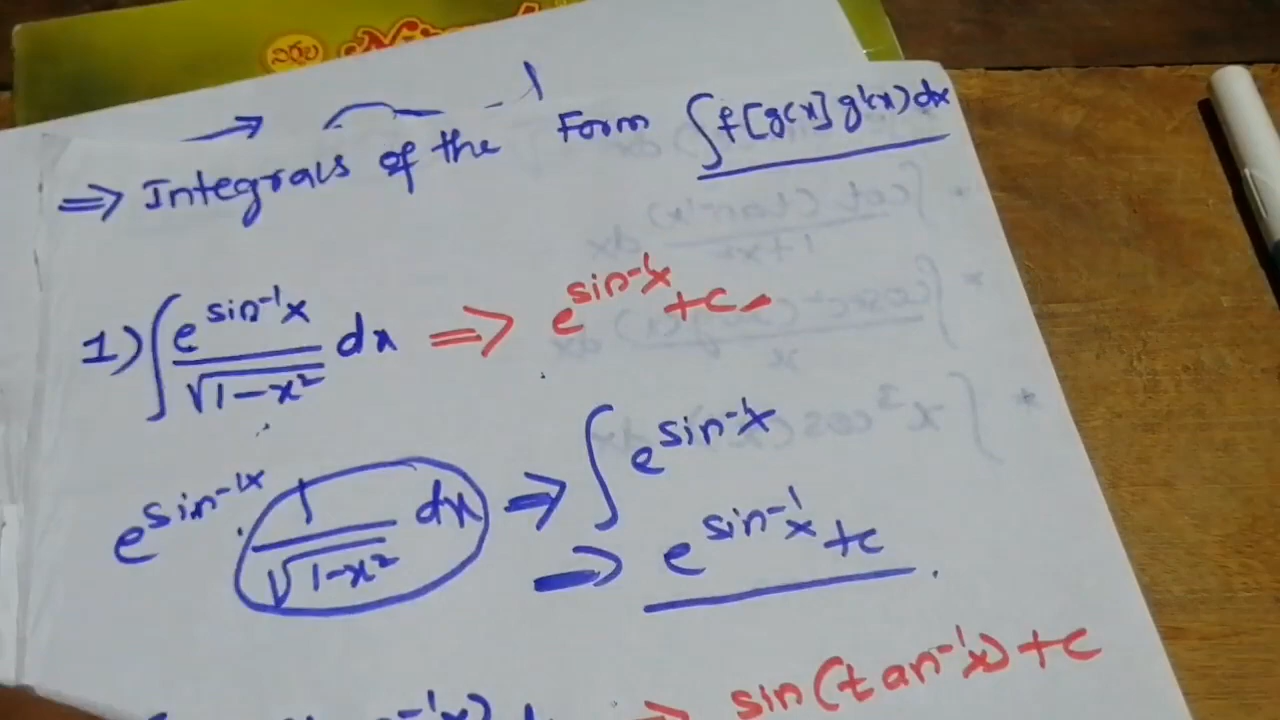 నిర్మల
⇒ Integrals of the Form ∫f[g(x)] g'(x) dx
1) ∫ e^sin⁻¹x / √1-x² dx ⇒ e^sin⁻¹x + c
e^sin⁻¹x · 1 / √1-x² dx ⇒ ∫ e^sin⁻¹x
⇒ e^sin⁻¹x + c
sin(tan⁻¹x) + c